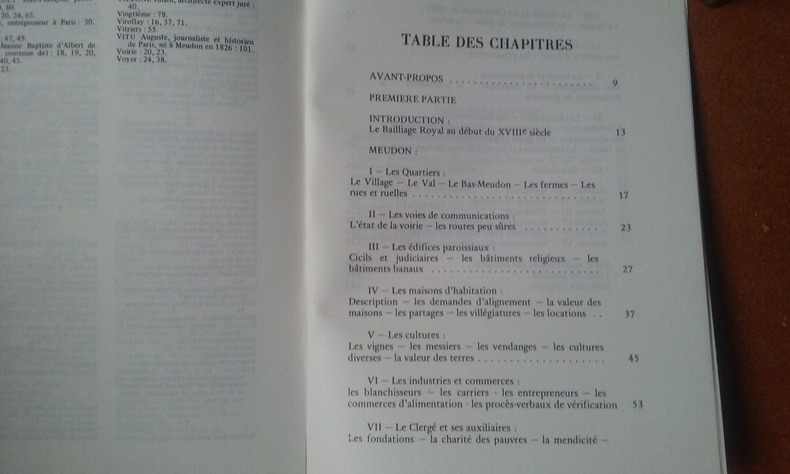 80.
20, 24, 65.
entrepreneur à Paris : 30.
47, 49.
Jeanne Baptiste d'Albert de
comtesse de) : 18, 19, 20,
40, 45.
23.
architecte expert juré :
40.
Vingtième : 78.
Viroflay : 16, 37, 71.
Vitriers : 55.
VITU Auguste, journaliste et historien
de Paris, né à Meudon en 1826 : 101.
Voirie : 20, 23.
Voyer : 24, 38.
TABLE DES CHAPITRES
AVANT-PROPOS . . . . . . . . . . . . . . . . . . . . . . . 9
PREMIERE PARTIE
INTRODUCTION :
Le Bailliage Royal au début du XVIIIe siècle 13
MEUDON :
I — Les Quartiers :
Le Village — Le Val — Le Bas-Meudon — Les fermes — Les
rues et ruelles . . . . . . . . . . . . . . . . . . . . . . . . . . . 17
II — Les voies de communications :
L'état de la voirie — les routes peu sûres . . . . . . . . . . . . 23
III — Les édifices paroissiaux :
Cicils et judiciaires — les bâtiments religieux — les
bâtiments banaux . . . . . . . . . . . . . . . . . . . . . . . . . 27
IV — Les maisons d'habitation :
Description — les demandes d'alignement — la valeur des
maisons — les partages — les villégiatures — les locations . . 37
V — Les cultures :
Les vignes — les messiers — les vendanges — les cultures
diverses — la valeur des terres . . . . . . . . . . . . . . . . . . . 45
VI — Les industries et commerces :
les blanchisseurs — les carriers - les entrepreneurs — les
commerces d'alimentation - les procès-verbaux de vérification 53
VII — Le Clergé et ses auxiliaires :
Les fondations — la charité des pauvres — la mendicité —